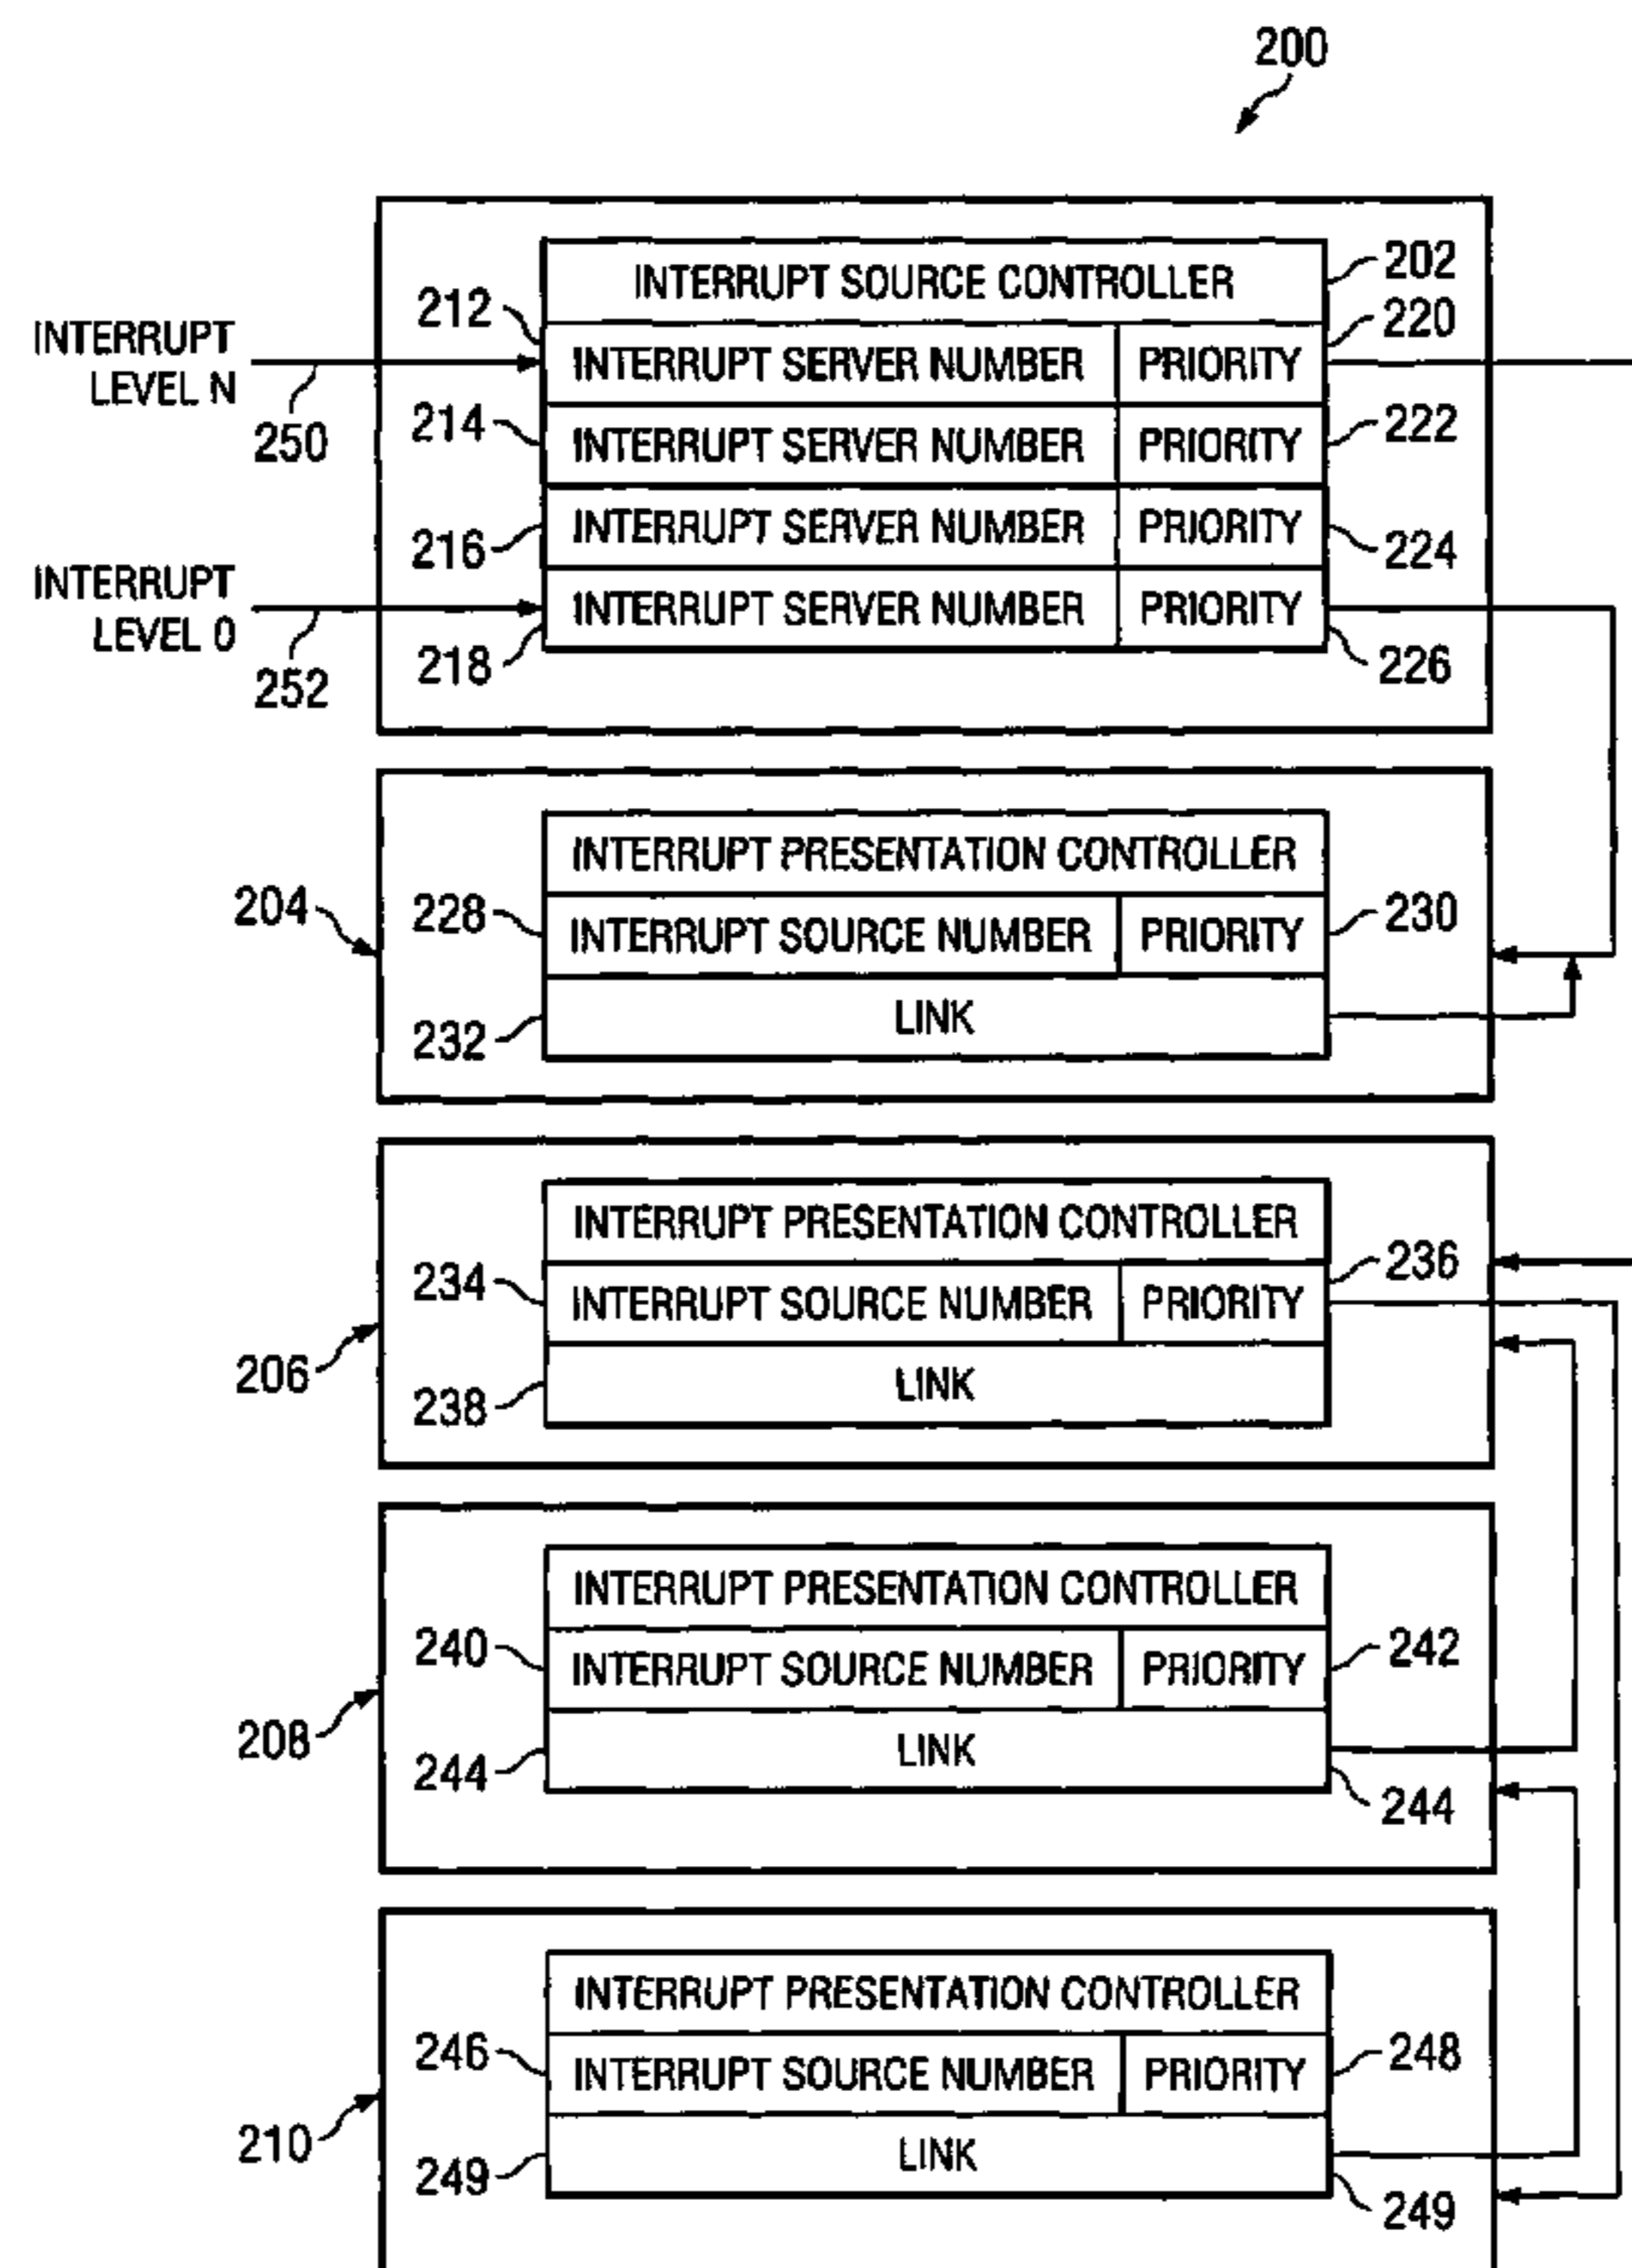 200
INTERRUPT SOURCE CONTROLLER
202
INTERRUPT
LEVEL N
250
212
INTERRUPT SERVER NUMBER PRIORITY
220
214
INTERRUPT SERVER NUMBER PRIORITY
222
216
INTERRUPT SERVER NUMBER PRIORITY
224
INTERRUPT
LEVEL 0
252
218
INTERRUPT SERVER NUMBER PRIORITY
226
204
INTERRUPT PRESENTATION CONTROLLER
228
INTERRUPT SOURCE NUMBER PRIORITY
230
232
LINK
206
INTERRUPT PRESENTATION CONTROLLER
234
INTERRUPT SOURCE NUMBER PRIORITY
236
238
LINK
208
INTERRUPT PRESENTATION CONTROLLER
240
INTERRUPT SOURCE NUMBER PRIORITY
242
244
LINK
244
210
INTERRUPT PRESENTATION CONTROLLER
246
INTERRUPT SOURCE NUMBER PRIORITY
248
249
LINK
249